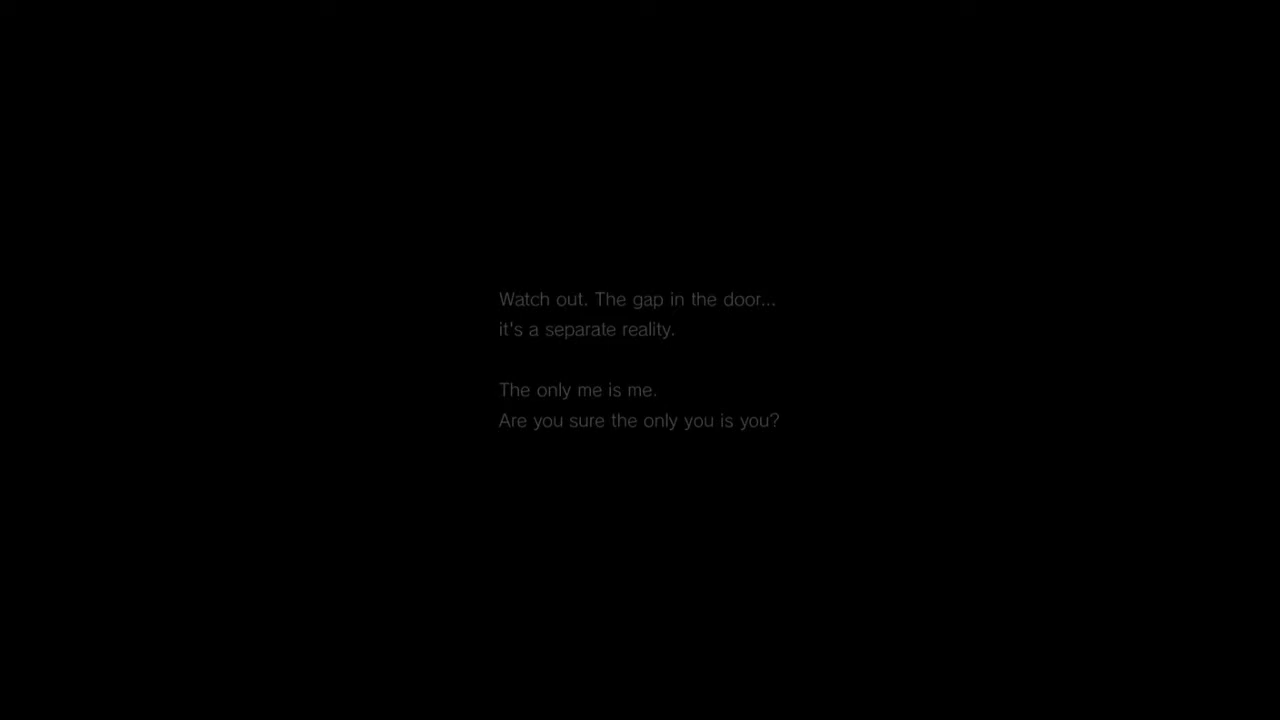 Watch out. The gap in the door...
it's a separate reality.
The only me is me.
Are you sure the only you is you?